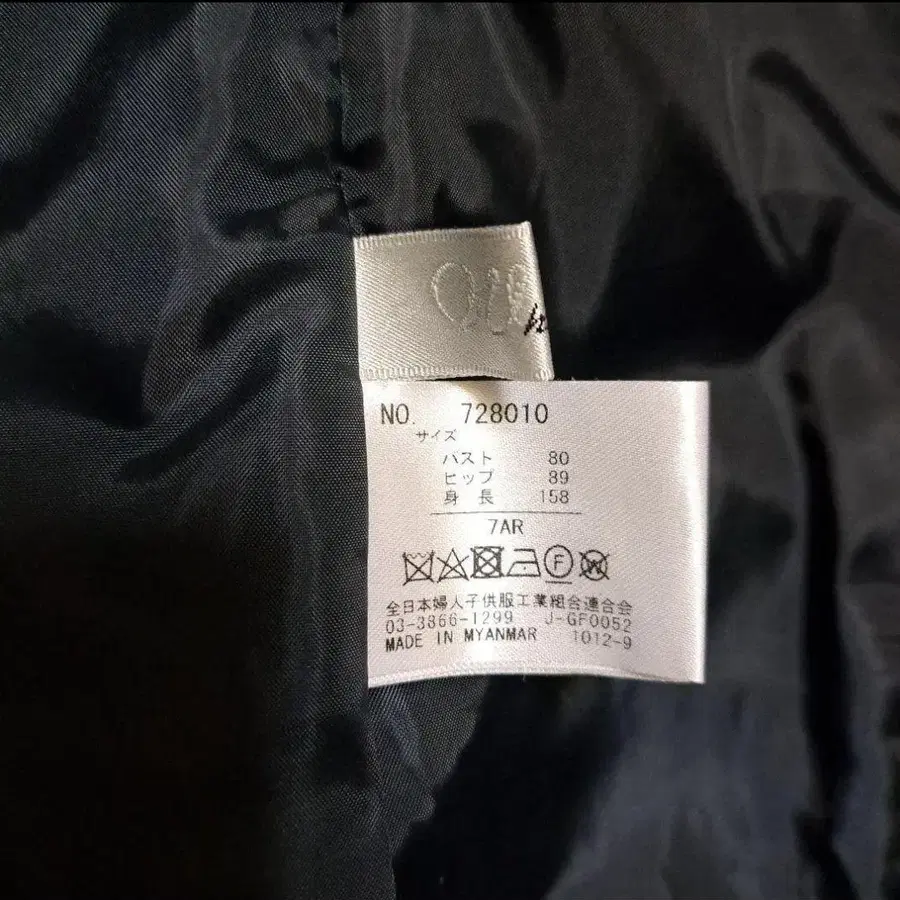 NO. 728010
サイズ
バスト 80
ヒップ 89
身長 158
7AR
F W
全日本婦人子供服工業組合連合会
03-3866-1299 J-GF0052
MADE IN MYANMAR 1012-9